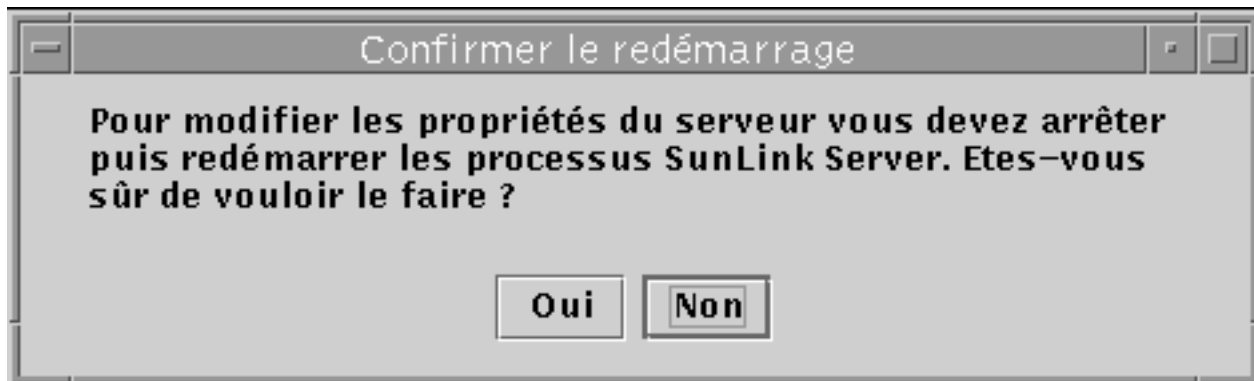 Confirmer le redémarrage
Pour modifier les propriétés du serveur vous devez arrêter
puis redémarrer les processus SunLink Server. Etes-vous
sûr de vouloir le faire ?
Oui Non